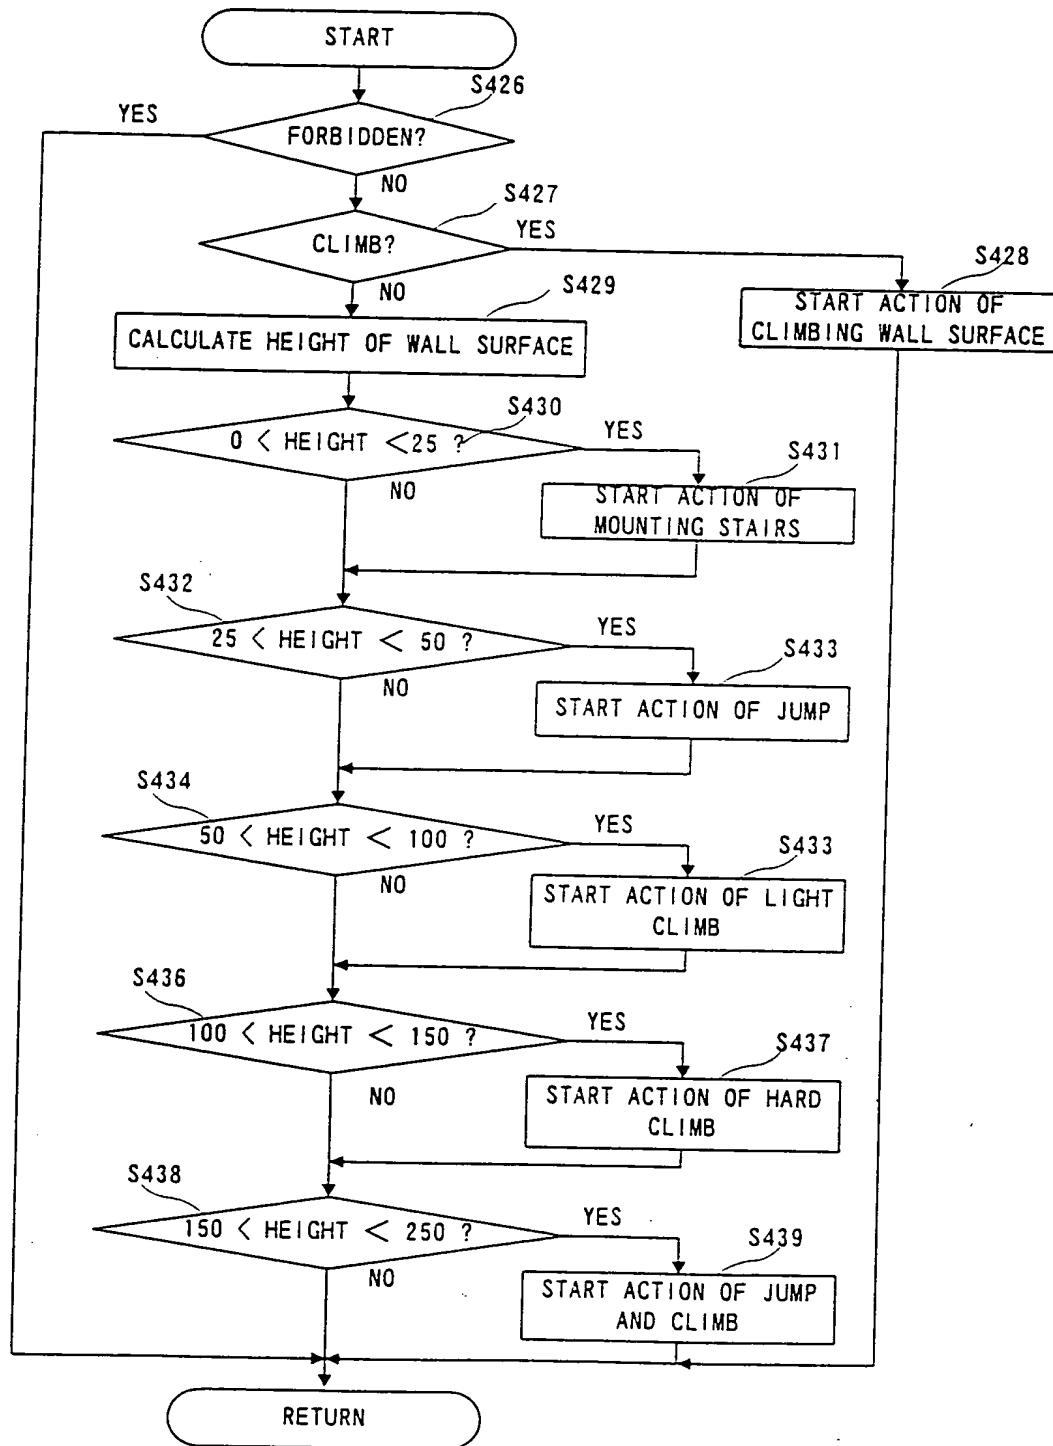 START
S426
YES
FORBIDDEN?
NO
S427
YES
CLIMB?
NO
S428
START ACTION OF
CLIMBING WALL SURFACE
S429
CALCULATE HEIGHT OF WALL SURFACE
S430
0 < HEIGHT <25 ?
YES
NO
S431
START ACTION OF
MOUNTING STAIRS
S432
25 < HEIGHT < 50 ?
YES
NO
S433
START ACTION OF JUMP
S434
50 < HEIGHT < 100 ?
YES
NO
S433
START ACTION OF LIGHT
CLIMB
S436
100 < HEIGHT < 150 ?
YES
NO
S437
START ACTION OF HARD
CLIMB
S438
150 < HEIGHT < 250 ?
YES
NO
S439
START ACTION OF JUMP
AND CLIMB
RETURN